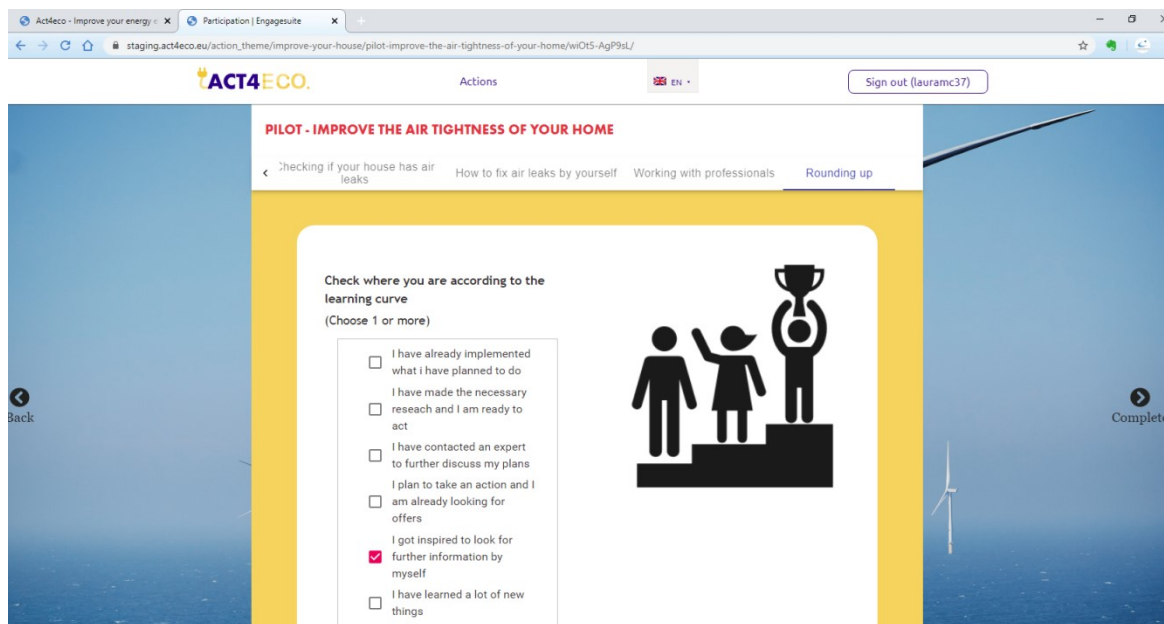 Act4eco - Improve your energy e
Participation | Engagesuite
staging.act4eco.eu/action_theme/improve-your-house/pilot-improve-the-air-tightness-of-your-home/wiOt5-AgP9sL/
ACT4ECO.
Actions
EN
Sign out (lauramc37)
PILOT - IMPROVE THE AIR TIGHTNESS OF YOUR HOME
Checking if your house has air
leaks
How to fix air leaks by yourself
Working with professionals
Rounding up
Check where you are according to the
learning curve
(Choose 1 or more)
I have already implemented
what i have planned to do
I have made the necessary
reseach and I am ready to
act
I have contacted an expert
to further discuss my plans
I plan to take an action and I
am already looking for
offers
I got inspired to look for
further information by
myself
I have learned a lot of new
things
Back
Complete